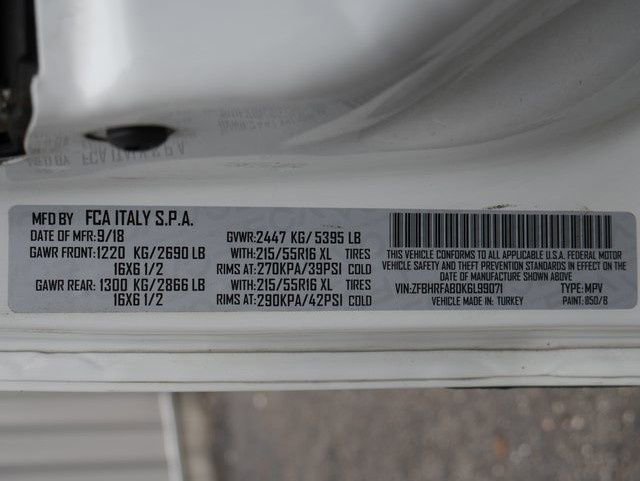 MFD BY FCA ITALY S.P.A.
DATE OF MFR: 9/18 GVWR: 2447 KG/ 5395 LB
GAWR FRONT: 1220 KG/2690 LB WITH: 215/55R16 XL TIRES
16X6 1/2 RIMS AT: 270KPA/39PSI COLD
GAWR REAR: 1300 KG/2866 LB WITH: 215/55R16 XL TIRES
16X6 1/2 RIMS AT: 290KPA/42PSI COLD
THIS VEHICLE CONFORMS TO ALL APPLICABLE U.S.A. FEDERAL MOTOR
VEHICLE SAFETY AND THEFT PREVENTION STANDARDS IN EFFECT ON THE
DATE OF MANUFACTURE SHOWN ABOVE
VIN: ZFBHRFAB0K6L99071 TYPE: MPV
VEHICLE MADE IN: TURKEY PAINT: 850/B